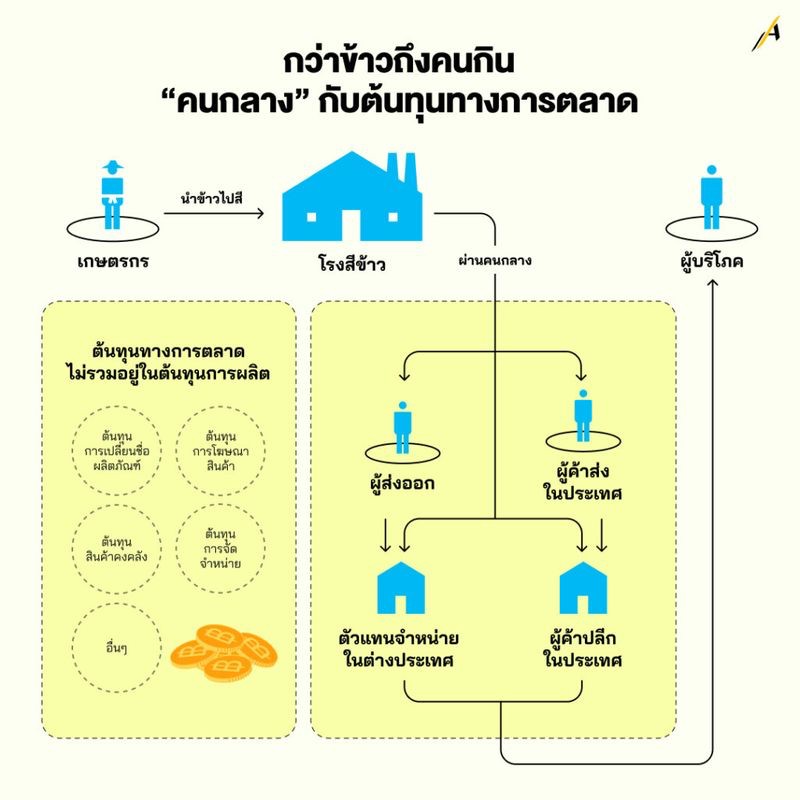 กว่าข้าวถึงคนกิน
“คนกลาง” กับต้นทุนทางการตลาด
นำข้าวไปสี
เกษตรกร
โรงสีข้าว
ผ่านคนกลาง
ผู้บริโภค
ต้นทุนทางการตลาด
ไม่รวมอยู่ในต้นทุนการผลิต
ต้นทุน
การเปลี่ยนชื่อ
ผลิตภัณฑ์
ต้นทุน
การโฆษณา
สินค้า
ต้นทุน
สินค้าคงคลัง
ต้นทุน
การจัด
จำหน่าย
อื่นๆ
ผู้ส่งออก
ผู้ค้าส่ง
ในประเทศ
ตัวแทนจำหน่าย
ในต่างประเทศ
ผู้ค้าปลีก
ในประเทศ